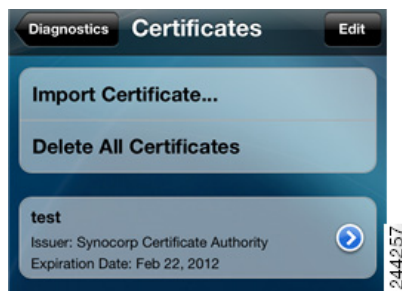 Diagnostics Certificates Edit
Import Certificate...
Delete All Certificates
test
Issuer: Synocorp Certificate Authority
Expiration Date: Feb 22, 2012
244257